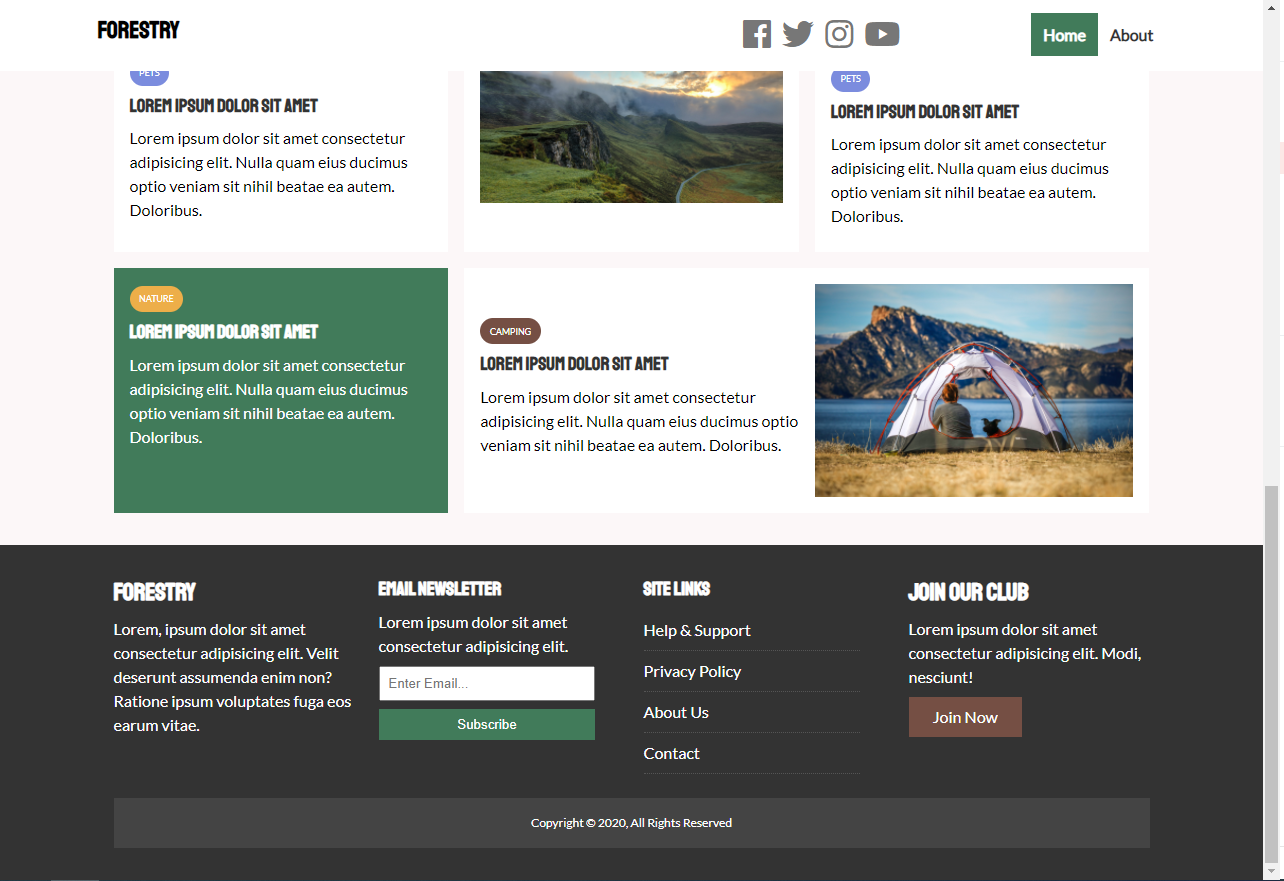 FORESTRY
Home
About
PETS
LOREM IPSUM DOLOR SIT AMET
Lorem ipsum dolor sit amet consectetur
adipisicing elit. Nulla quam eius ducimus
optio veniam sit nihil beatae ea autem.
Doloribus.
PETS
LOREM IPSUM DOLOR SIT AMET
Lorem ipsum dolor sit amet consectetur
adipisicing elit. Nulla quam eius ducimus
optio veniam sit nihil beatae ea autem.
Doloribus.
NATURE
LOREM IPSUM DOLOR SIT AMET
Lorem ipsum dolor sit amet consectetur
adipisicing elit. Nulla quam eius ducimus
optio veniam sit nihil beatae ea autem.
Doloribus.
CAMPING
LOREM IPSUM DOLOR SIT AMET
Lorem ipsum dolor sit amet consectetur
adipisicing elit. Nulla quam eius ducimus optio
veniam sit nihil beatae ea autem. Doloribus.
FORESTRY
Lorem, ipsum dolor sit amet
consectetur adipisicing elit. Velit
deserunt assumenda enim non?
Ratione ipsum voluptates fuga eos
earum vitae.
EMAIL NEWSLETTER
Lorem ipsum dolor sit amet
consectetur adipisicing elit.
Enter Email...
Subscribe
SITE LINKS
Help & Support
Privacy Policy
About Us
Contact
JOIN OUR CLUB
Lorem ipsum dolor sit amet
consectetur adipisicing elit. Modi,
nesciunt!
Join Now
Copyright © 2020, All Rights Reserved